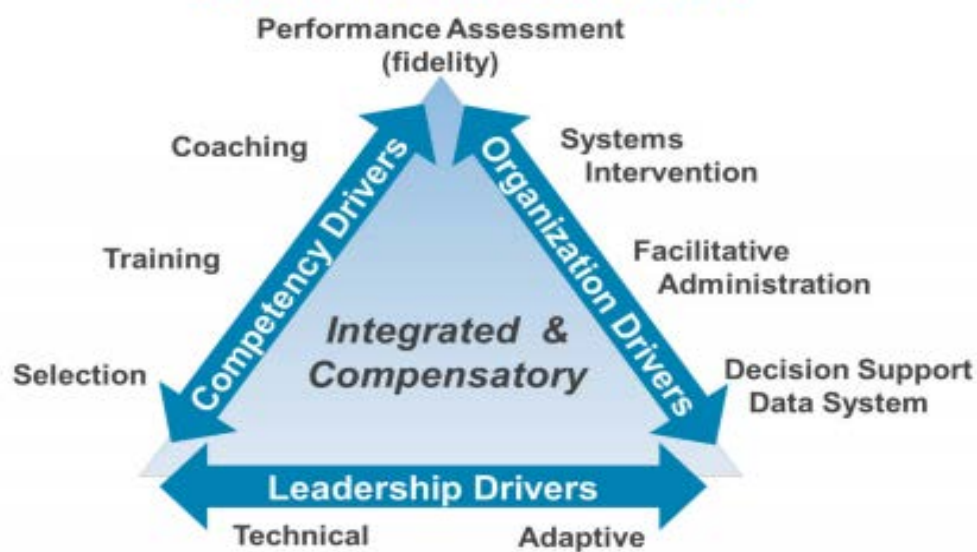 Performance Assessment
(fidelity)
Coaching
Training
Selection
Competency Drivers
Systems
Intervention
Facilitative
Administration
Decision Support
Data System
Organization Drivers
Integrated &
Compensatory
Leadership Drivers
Technical
Adaptive